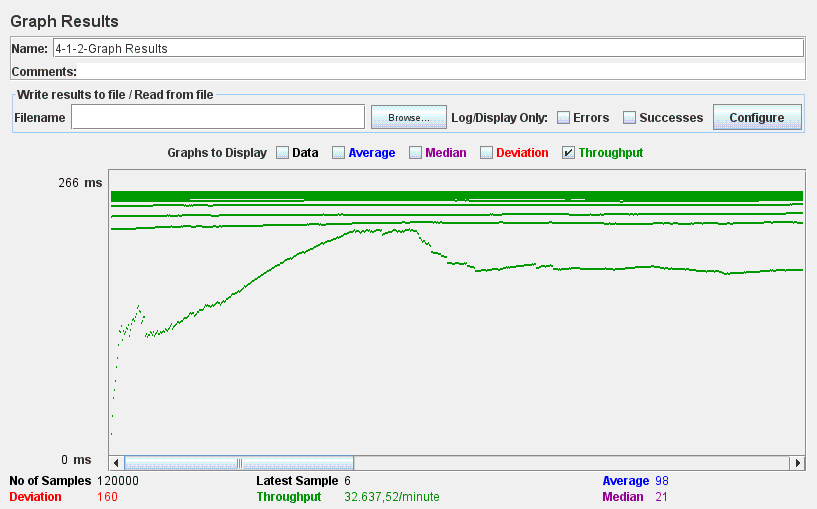 Graph Results
Name: 4-1-2-Graph Results
Comments:
Write results to file / Read from file
Filename Browse... Log/Display Only: Errors Successes Configure
Graphs to Display Data Average Median Deviation Throughput
266 ms
0 ms
No of Samples 120000 Latest Sample 6 Average 98
Deviation 160 Throughput 32.637,52/minute Median 21